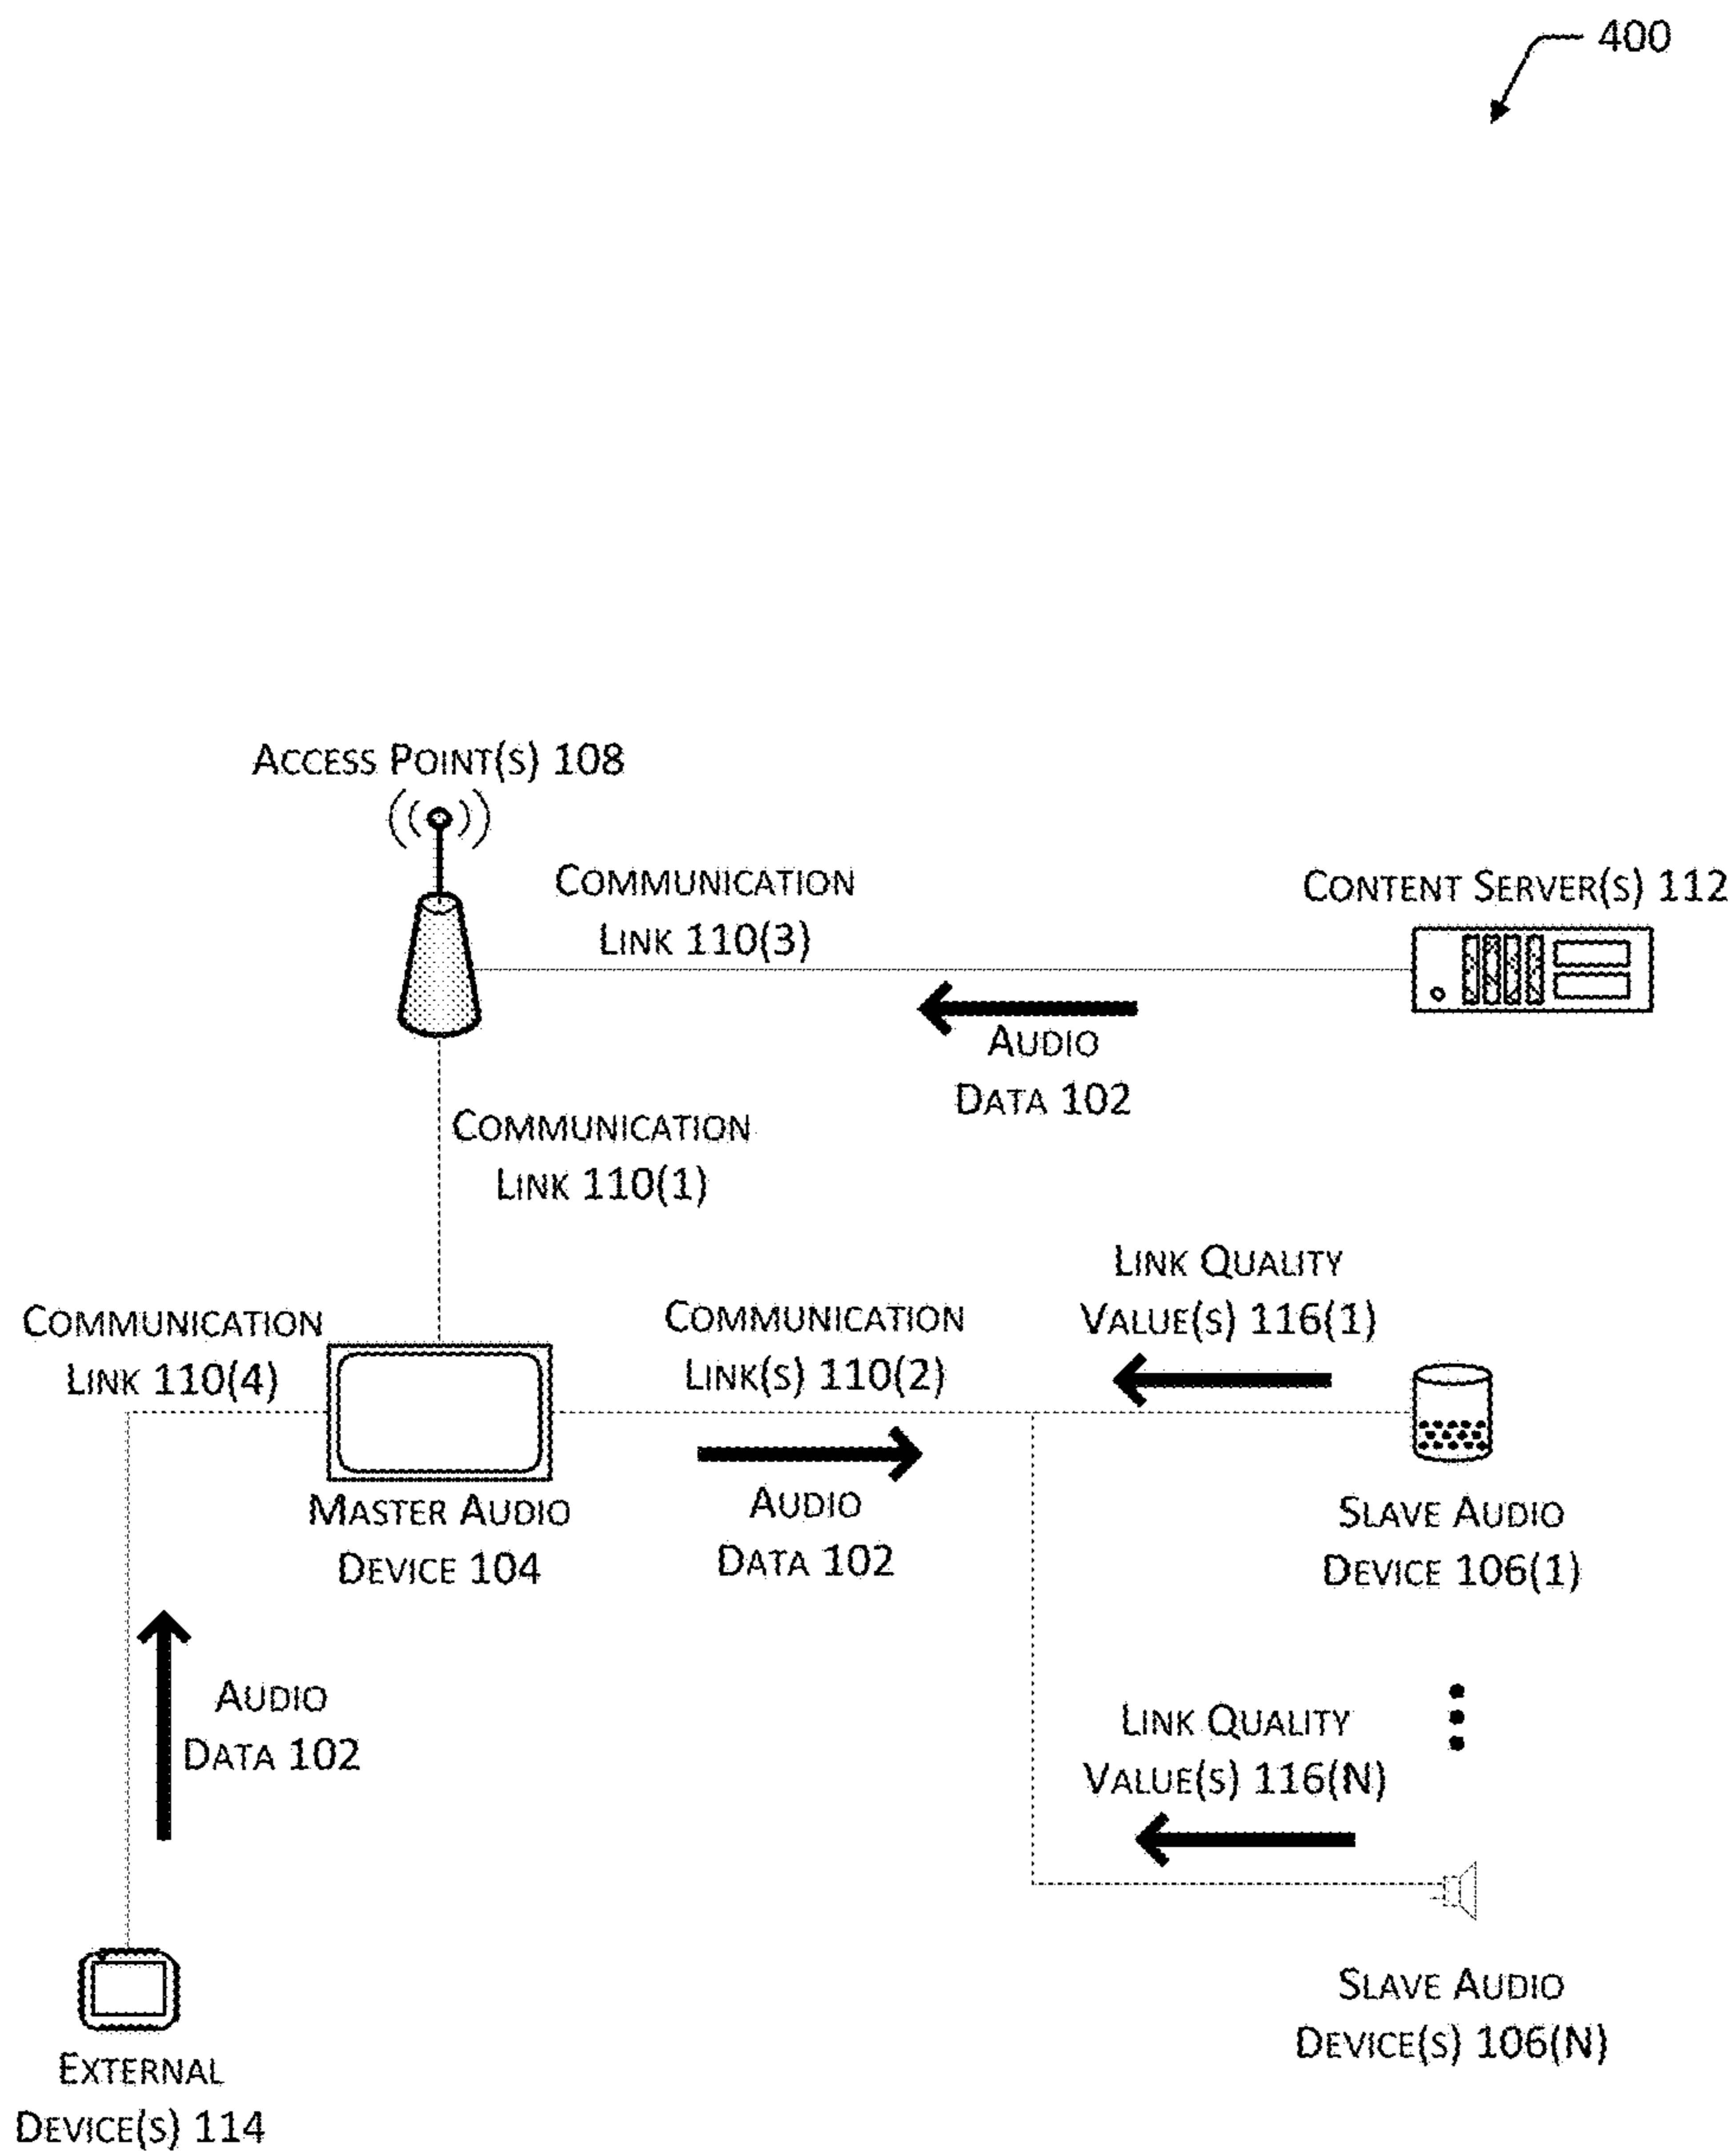 400
ACCESS POINT(S) 108
COMMUNICATION
LINK 110(3)
CONTENT SERVER(S) 112
AUDIO
DATA 102
COMMUNICATION
LINK 110(1)
LINK QUALITY
VALUE(S) 116(1)
COMMUNICATION
LINK 110(4)
COMMUNICATION
LINK(S) 110(2)
MASTER AUDIO
DEVICE 104
AUDIO
DATA 102
SLAVE AUDIO
DEVICE 106(1)
AUDIO
DATA 102
LINK QUALITY
VALUE(S) 116(N)
SLAVE AUDIO
DEVICE(S) 106(N)
EXTERNAL
DEVICE(S) 114